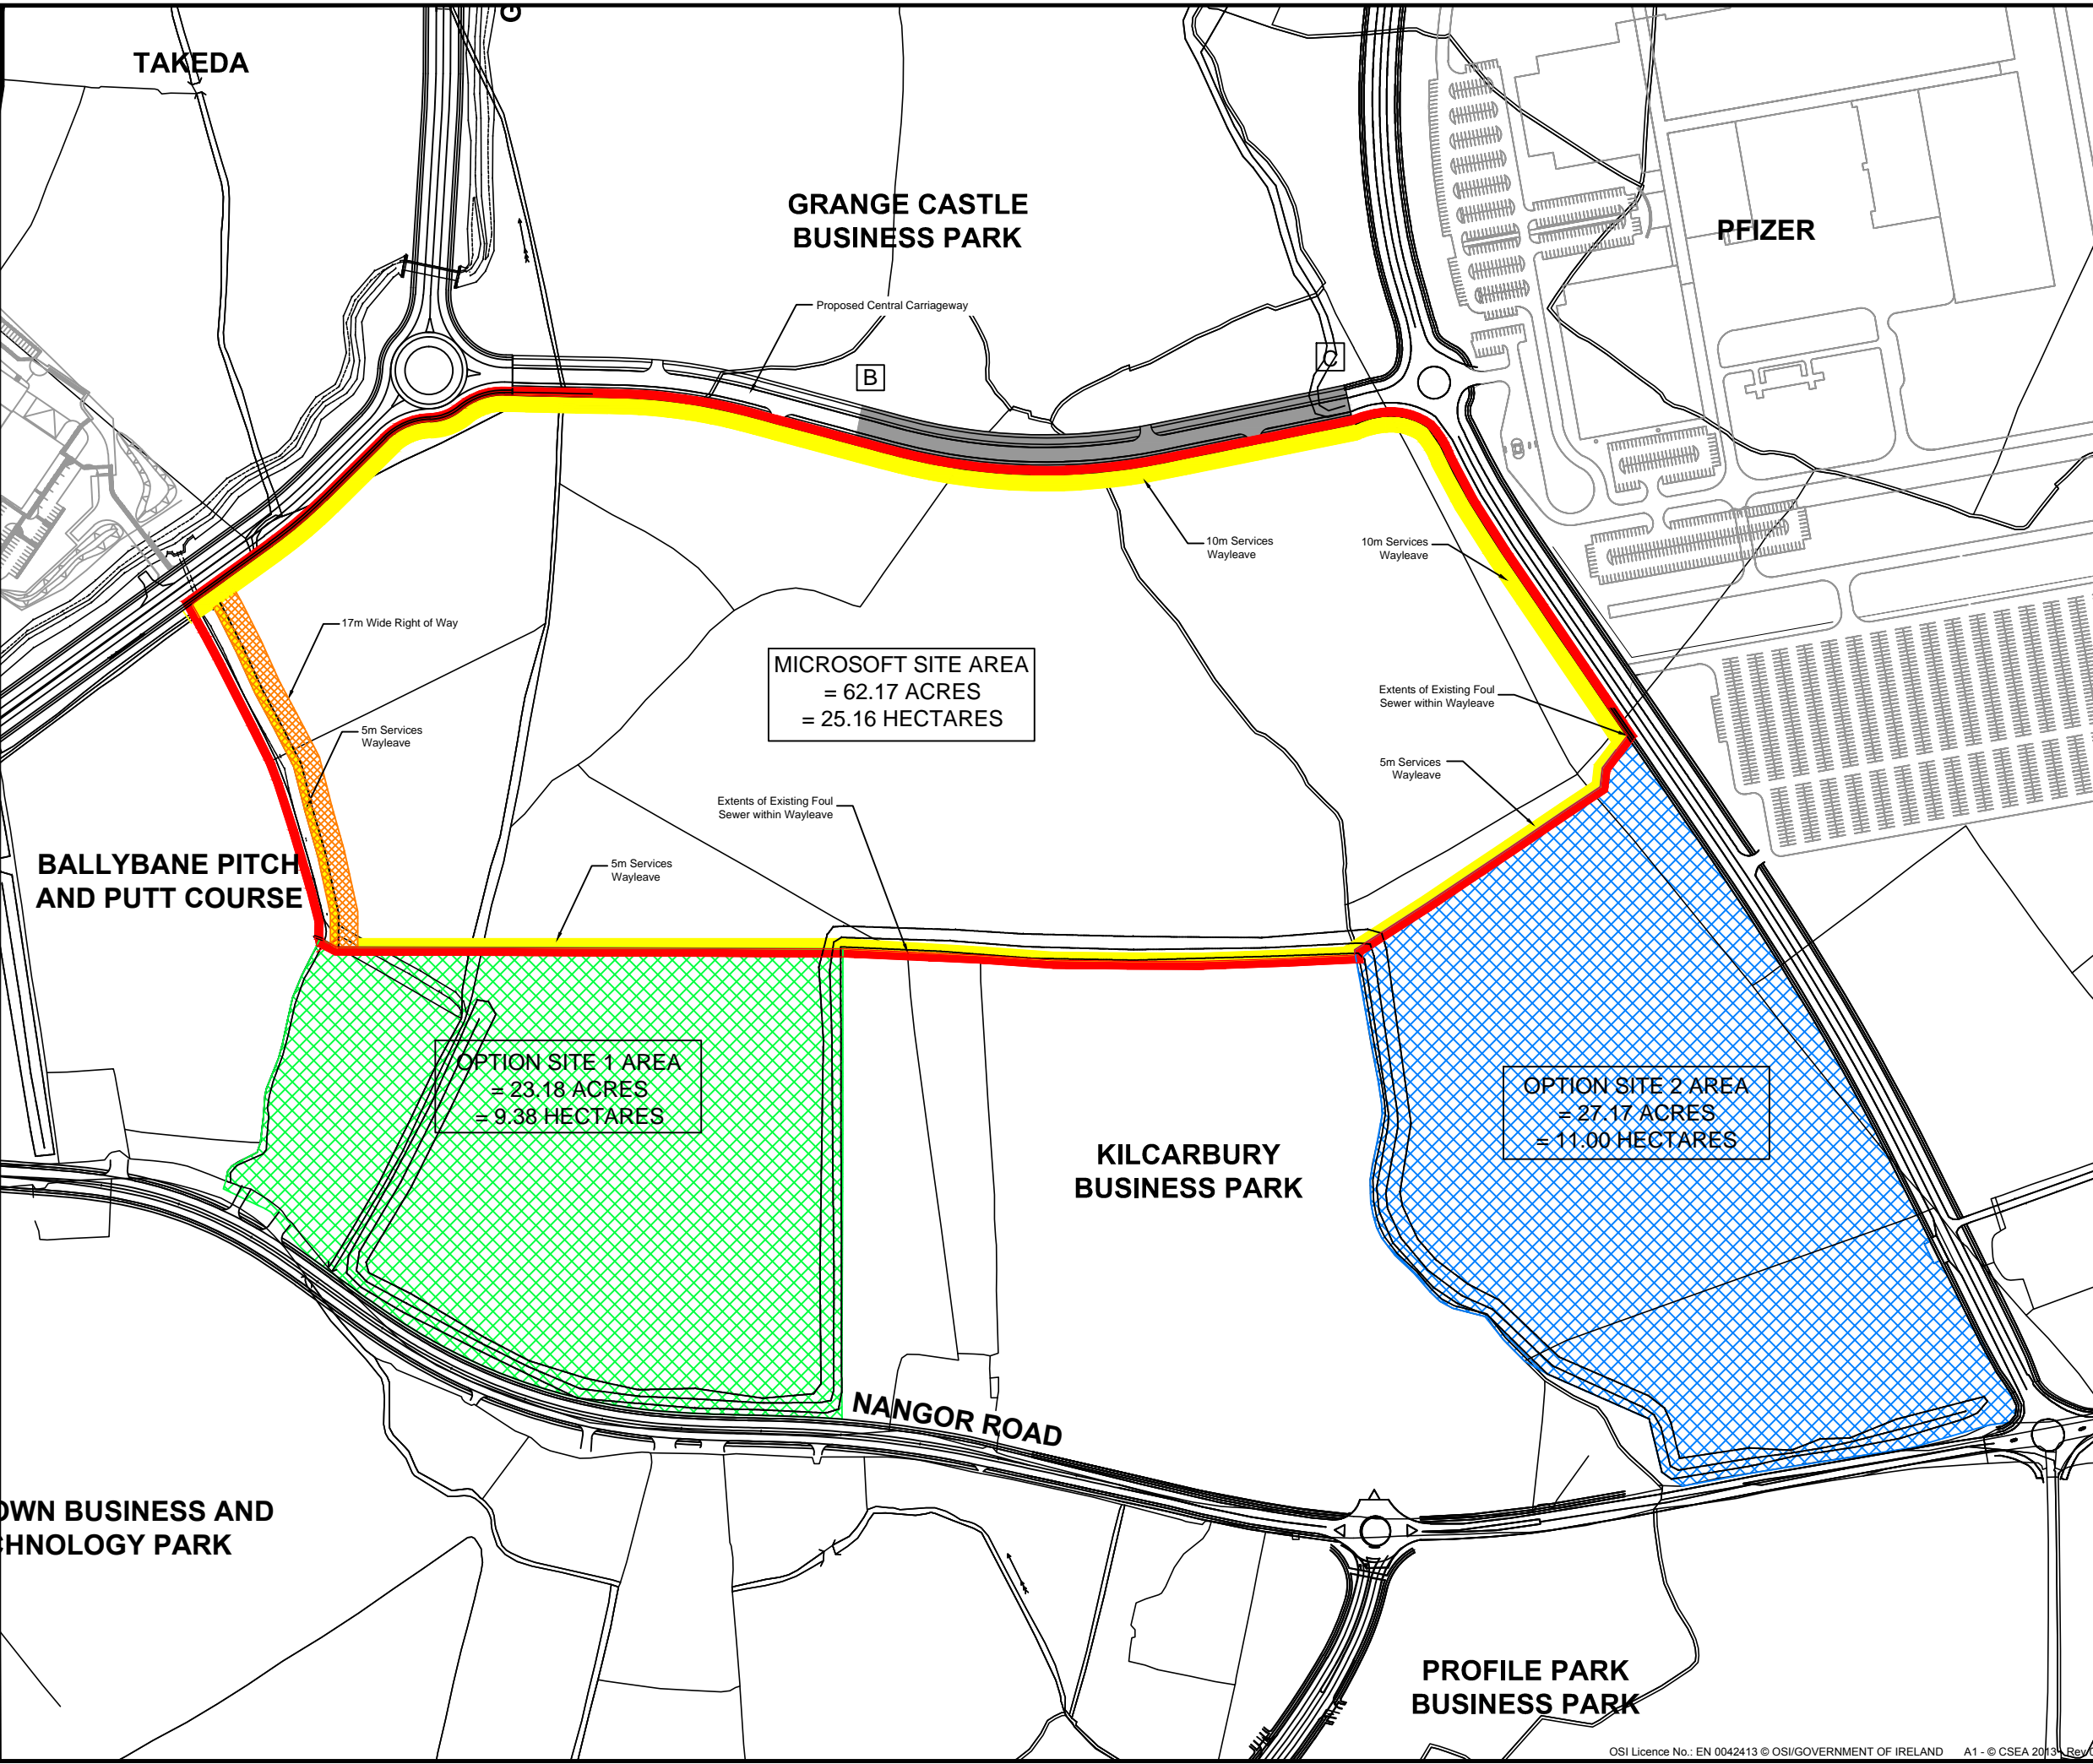 G
TAKEDA
GRANGE CASTLE
BUSINESS PARK
PFIZER
Proposed Central Carriageway
B
C
10m Services
Wayleave
10m Services
Wayleave
17m Wide Right of Way
MICROSOFT SITE AREA
= 62.17 ACRES
= 25.16 HECTARES
Extents of Existing Foul
Sewer within Wayleave
5m Services
Wayleave
5m Services
Wayleave
Extents of Existing Foul
Sewer within Wayleave
5m Services
Wayleave
BALLYBANE PITCH
AND PUTT COURSE
OPTION SITE 1 AREA
= 23.18 ACRES
= 9.38 HECTARES
OPTION SITE 2 AREA
= 27.17 ACRES
= 11.00 HECTARES
KILCARBURY
BUSINESS PARK
NANGOR ROAD
OWN BUSINESS AND
CHNOLOGY PARK
PROFILE PARK
BUSINESS PARK
OSI Licence No.: EN 0042413 © OSI/GOVERNMENT OF IRELAND A1 - © CSEA 2013 - Rev